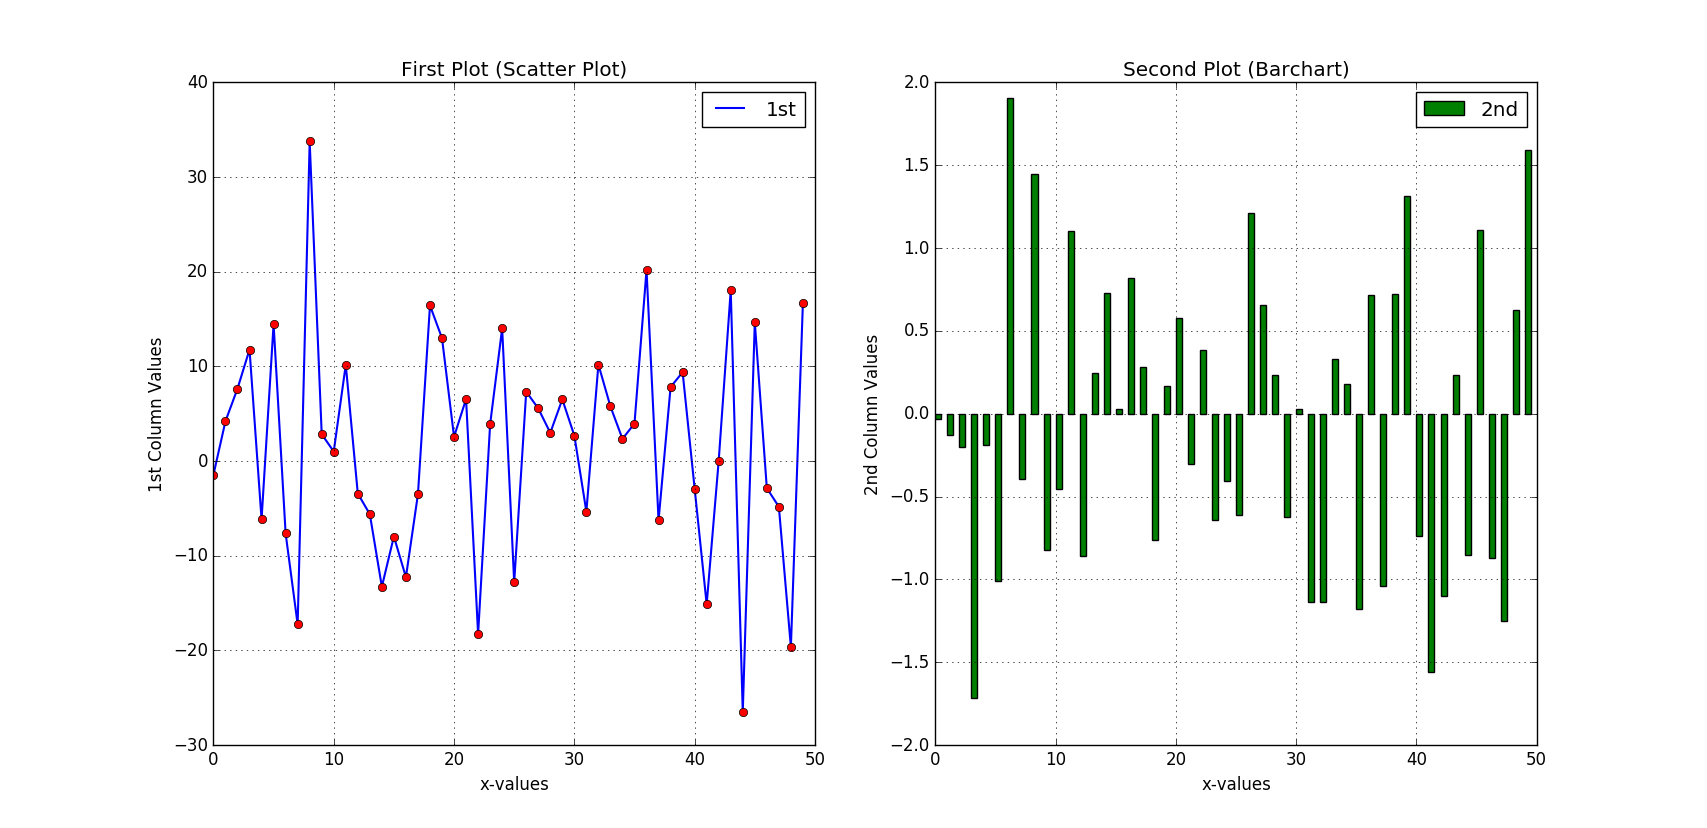 First Plot (Scatter Plot)
40
30
20
10
0
−10
−20
−30
1st Column Values
1st
0 10 20 30 40 50
x-values
Second Plot (Barchart)
2.0
1.5
1.0
0.5
0.0
−0.5
−1.0
−1.5
−2.0
2nd Column Values
2nd
0 10 20 30 40 50
x-values